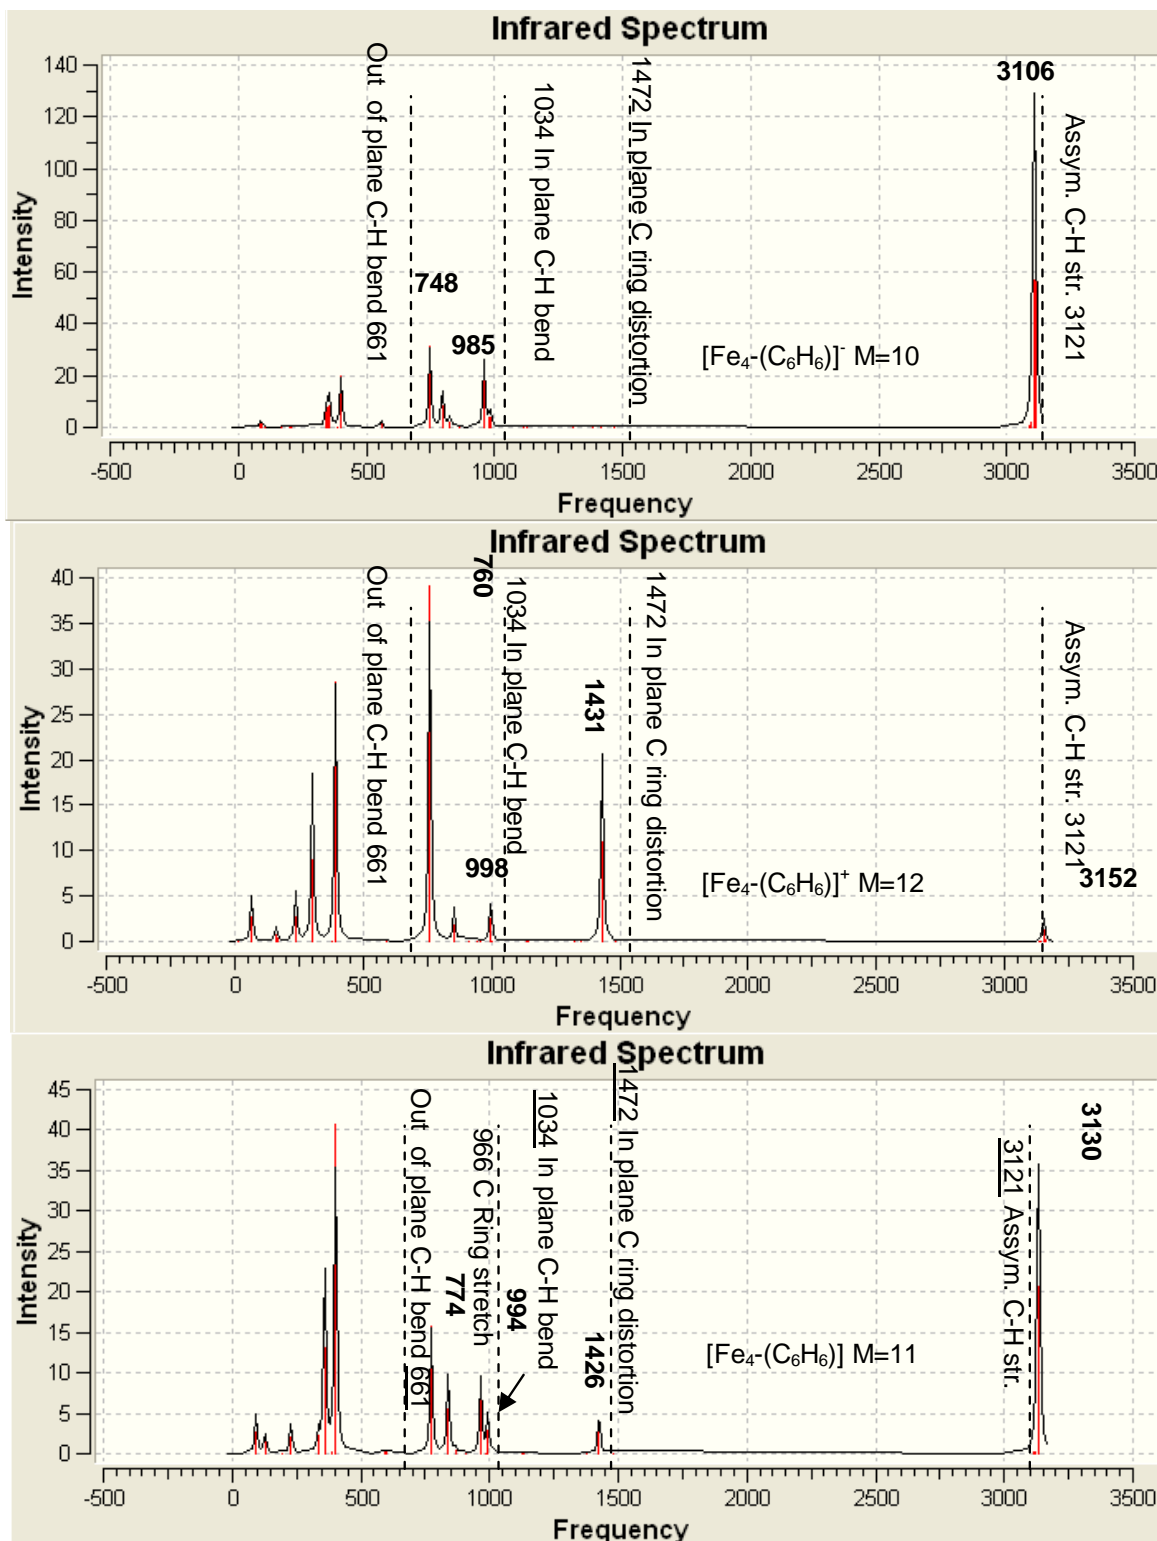 Infrared Spectrum
140
120
100
80
60
40
20
0
Intensity
Out of plane C-H bend 661
748
985
1034 In plane C-H bend
1472 In plane C ring distortion
[Fe₄-(C₆H₆)]⁻ M=10
3106
Assym. C-H str. 3121
-500 0 500 1000 1500 2000 2500 3000 3500
Frequency
Infrared Spectrum
40
35
30
25
20
15
10
5
0
Intensity
Out of plane C-H bend 661
760
998
1034 In plane C-H bend
1431
1472 In plane C ring distortion
[Fe₄-(C₆H₆)]⁺ M=12
Assym. C-H str. 3121
3152
-500 0 500 1000 1500 2000 2500 3000 3500
Frequency
Infrared Spectrum
45
40
35
30
25
20
15
10
5
0
Intensity
Out of plane C-H bend 661
774
966 C Ring stretch
994
1034 In plane C-H bend
1426
1472 In plane C ring distortion
[Fe₄-(C₆H₆)] M=11
3121 Assym. C-H str.
3130
-500 0 500 1000 1500 2000 2500 3000 3500
Frequency